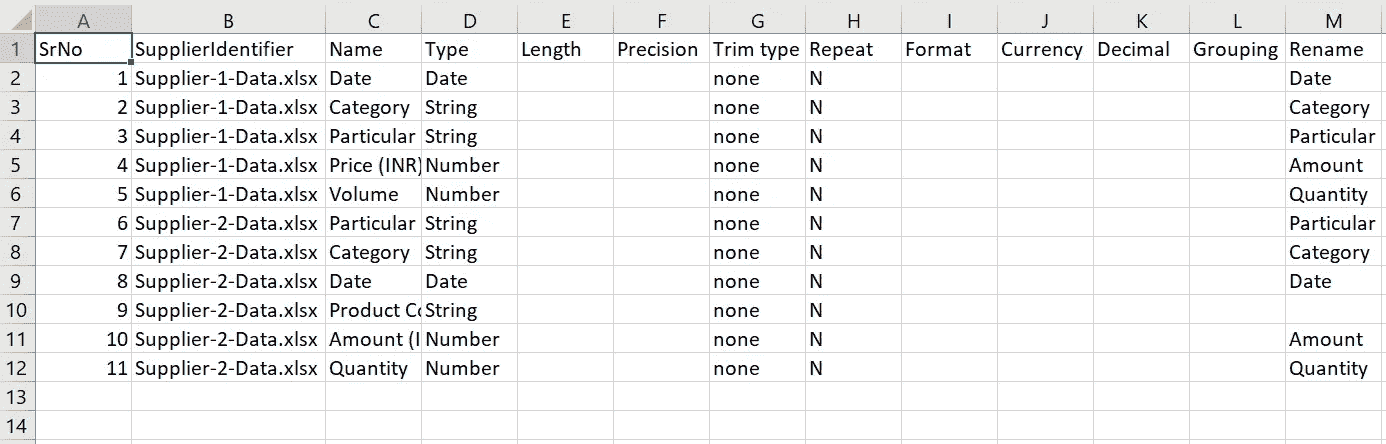 A B C D E F G H I J K L M
1 SrNo SupplierIdentifier Name Type Length Precision Trim type Repeat Format Currency Decimal Grouping Rename
2 1 Supplier-1-Data.xlsx Date Date none N Date
3 2 Supplier-1-Data.xlsx Category String none N Category
4 3 Supplier-1-Data.xlsx Particular String none N Particular
5 4 Supplier-1-Data.xlsx Price (INR) Number none N Amount
6 5 Supplier-1-Data.xlsx Volume Number none N Quantity
7 6 Supplier-2-Data.xlsx Particular String none N Particular
8 7 Supplier-2-Data.xlsx Category String none N Category
9 8 Supplier-2-Data.xlsx Date Date none N Date
10 9 Supplier-2-Data.xlsx Product String none N
11 10 Supplier-2-Data.xlsx Amount Number none N Amount
12 11 Supplier-2-Data.xlsx Quantity Number none N Quantity
13
14